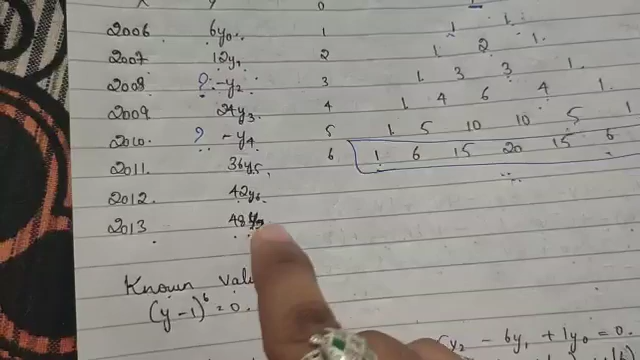 x y 0
2006 6y₀ 1 1 1.
2007 12y₁ 2 1 2 1.
2008 ? - y₂ 3 1 3 3 1.
2009 24y₃ 4 1 4 6 4 1.
2010 ? - y₄ 5 1 5 10 10 5 1
2011 36y₅ 6 1 6 15 20 15 6
2012 42y₆
2013 48
Known
(y - 1)⁶ = 0.
y₂ - 6y₁ + 1y₀ = 0.